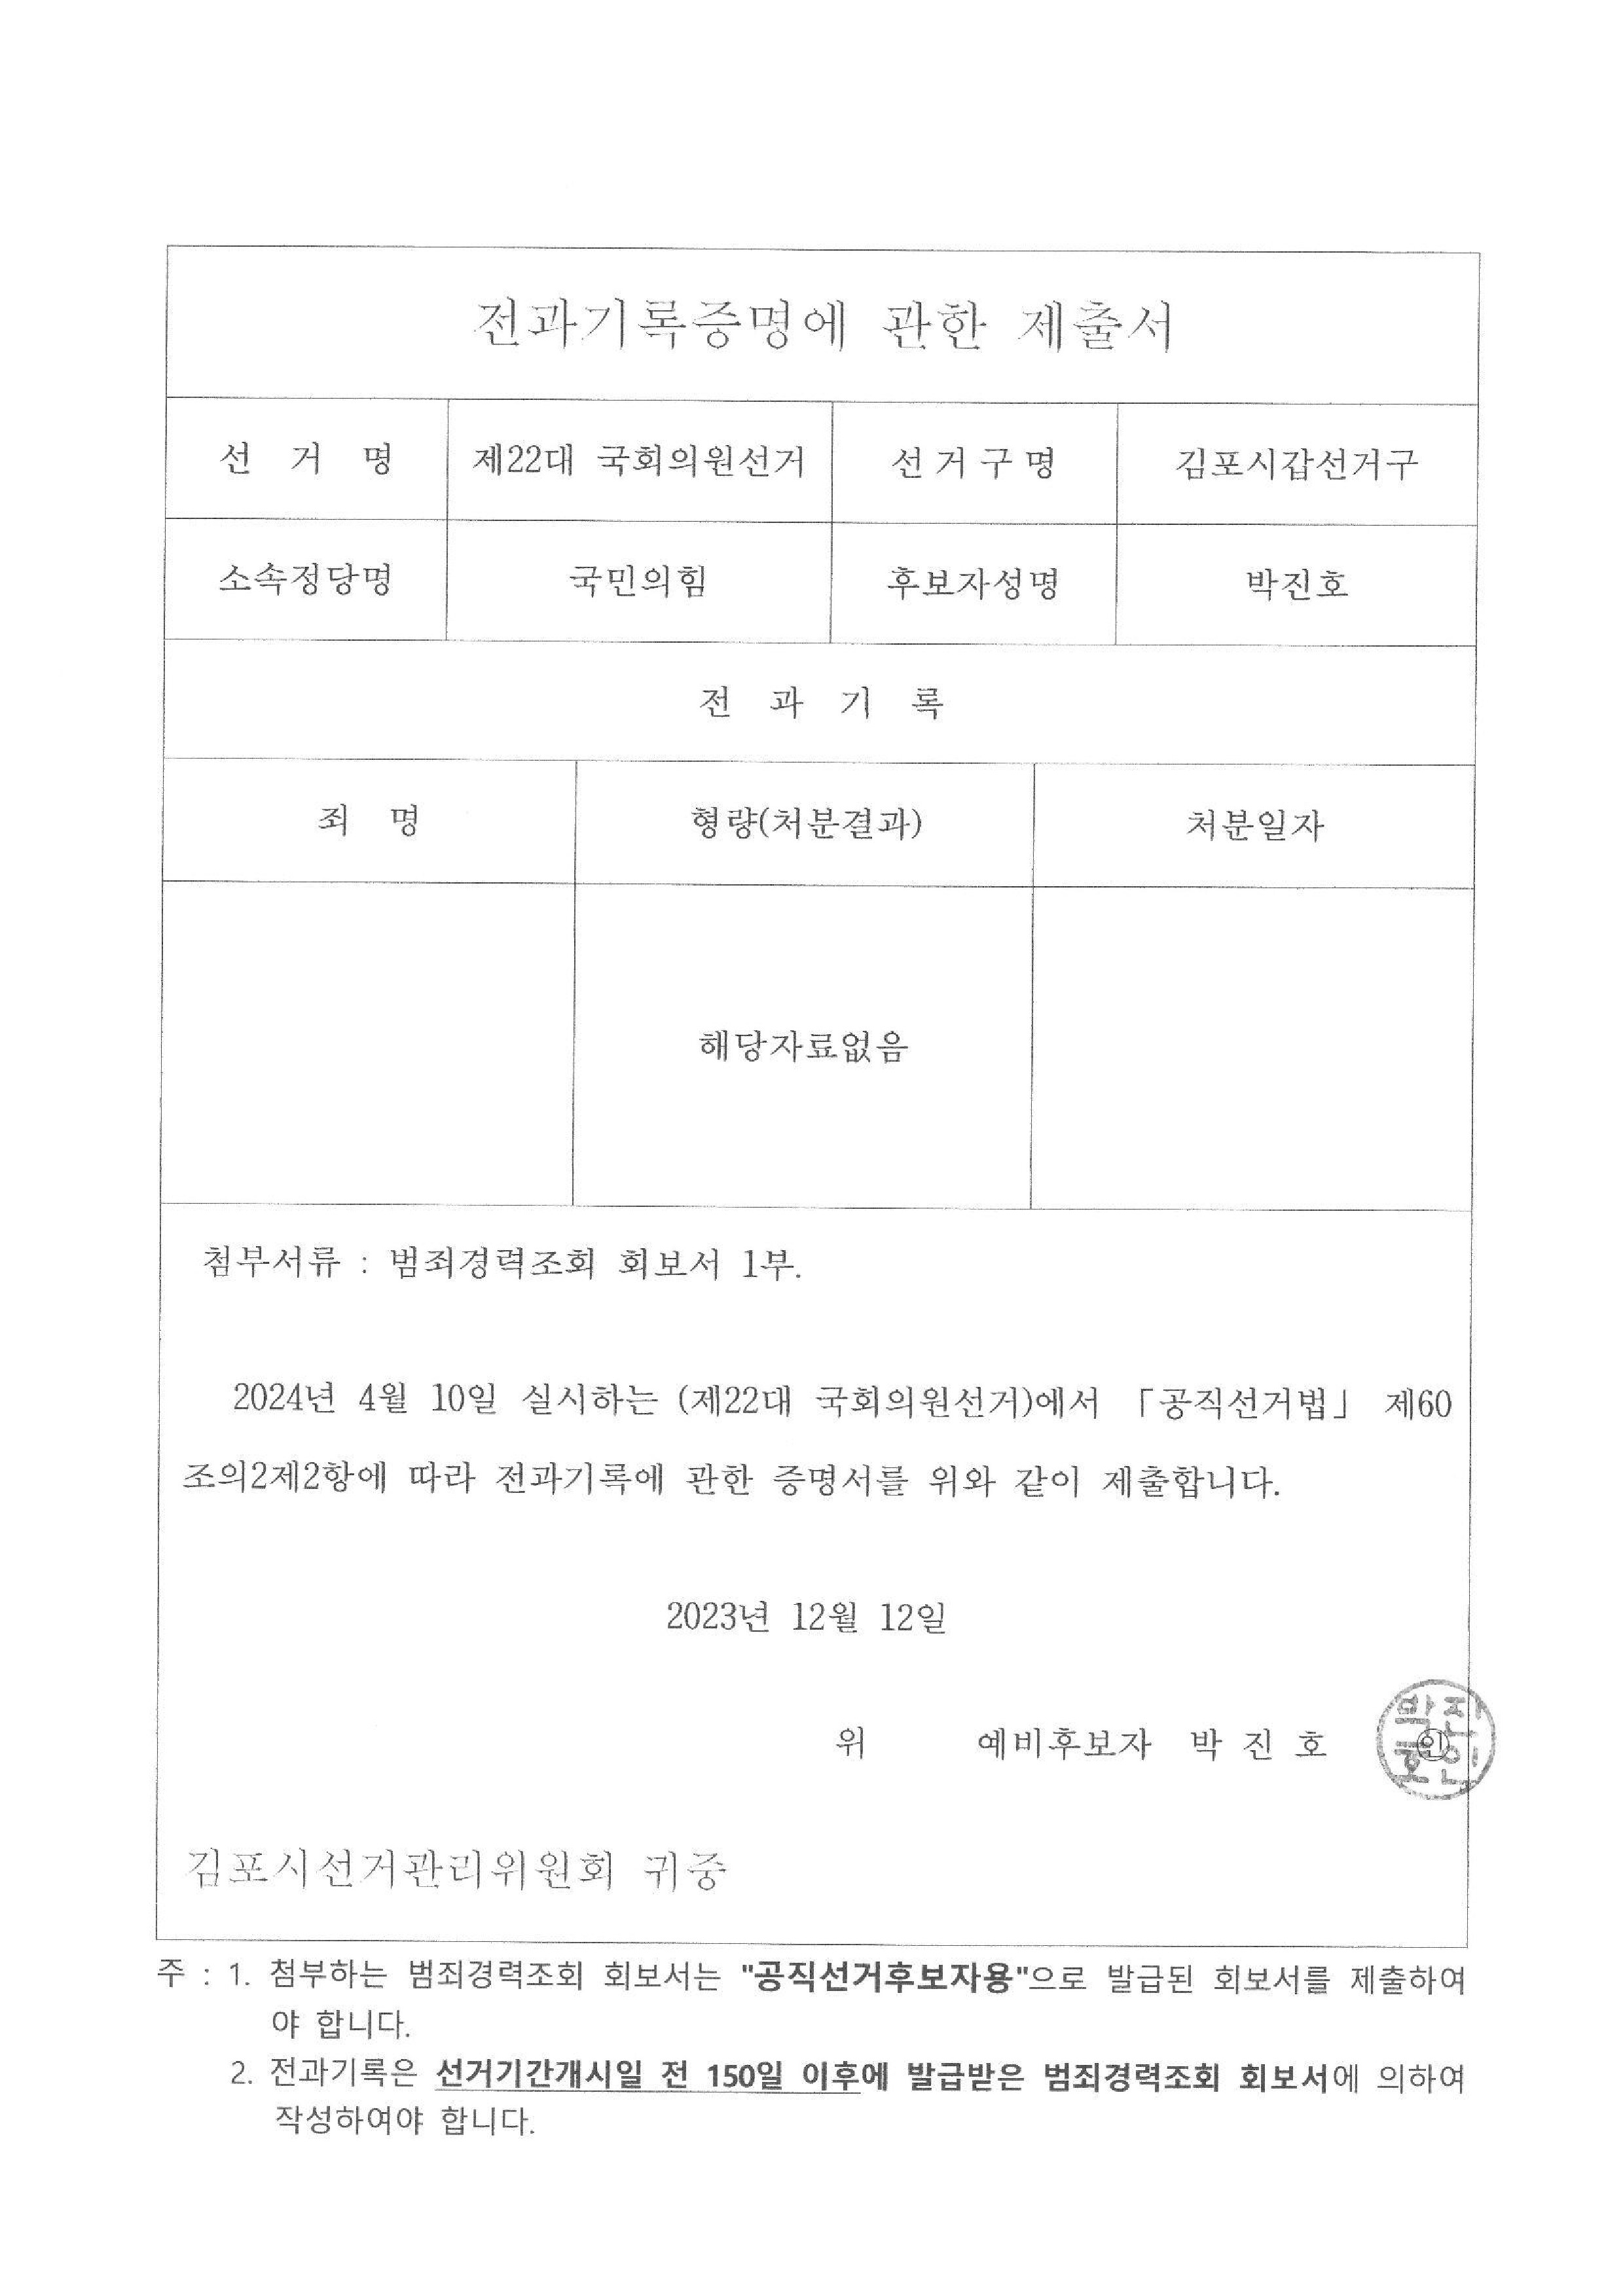 전과기록증명에 관한 제출서
선 거 명 제22대 국회의원선거 선거구명 김포시갑선거구
소속정당명 국민의힘 후보자성명 박진호
전 과 기 록
죄 명 형량(처분결과) 처분일자
해당자료없음
첨부서류 : 범죄경력조회 회보서 1부.
2024년 4월 10일 실시하는 (제22대 국회의원선거)에서 「공직선거법」 제60
조의2제2항에 따라 전과기록에 관한 증명서를 위와 같이 제출합니다.
2023년 12월 12일
위 예비후보자 박 진 호 ㊞
박진
호인
김포시선거관리위원회 귀중
주 : 1. 첨부하는 범죄경력조회 회보서는 "공직선거후보자용"으로 발급된 회보서를 제출하여
야 합니다.
2. 전과기록은 선거기간개시일 전 150일 이후에 발급받은 범죄경력조회 회보서에 의하여
작성하여야 합니다.